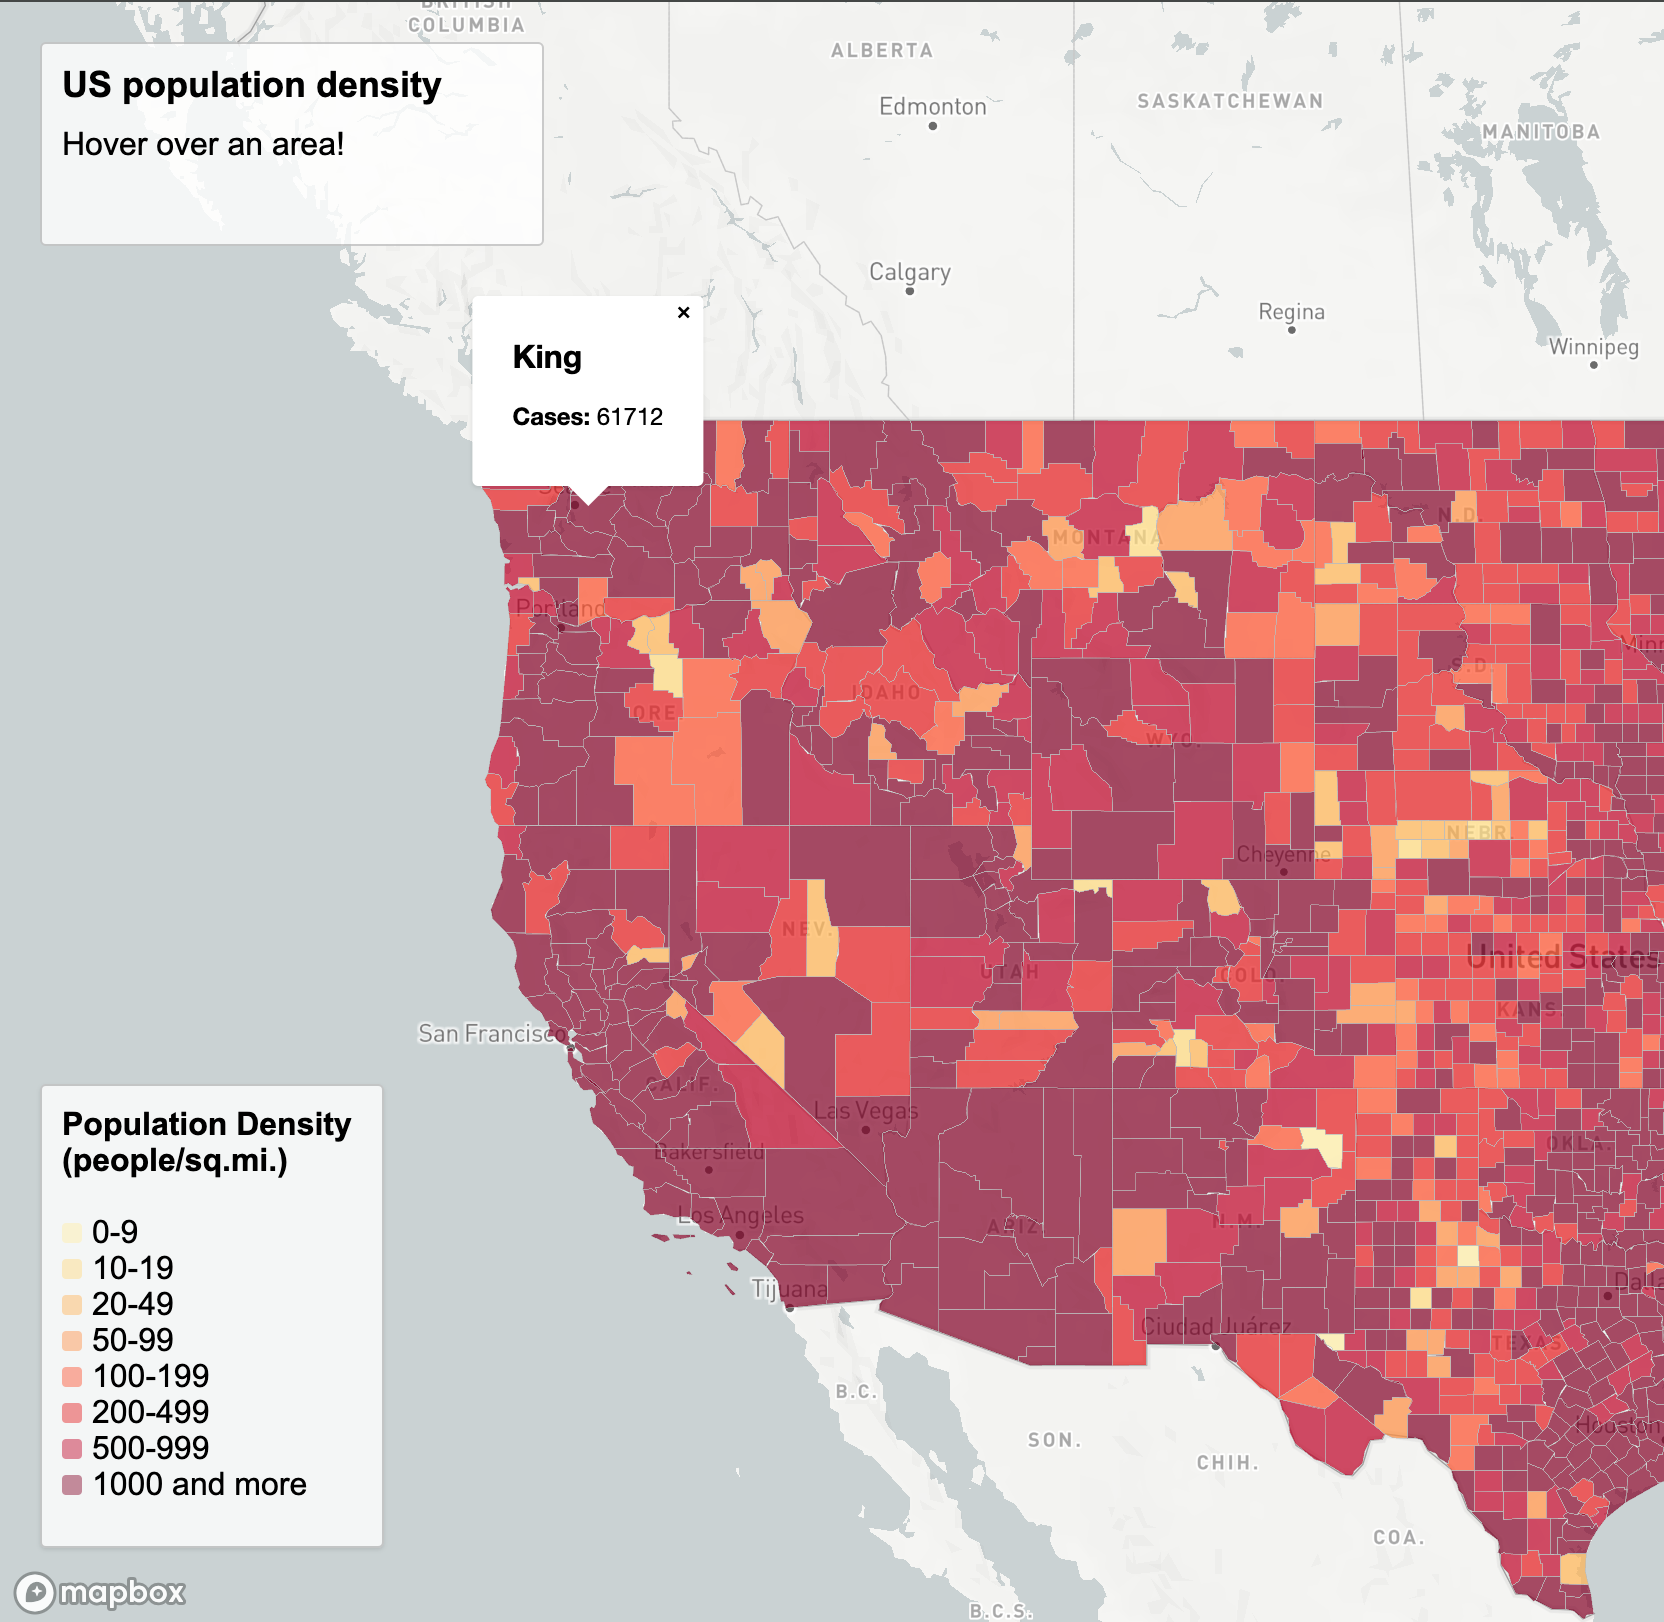 BRITISH
COLUMBIA
ALBERTA
Edmonton
SASKATCHEWAN
MANITOBA
US population density
Hover over an area!
Calgary
Regina
Winnipeg
×
King
Cases: 61712
MONTANA
N.D.
Portland
Minn
S.D.
IDAHO
ORE.
WYO.
NEBR.
Cheyenne
NEV.
United States
UTAH
COLO.
KANS.
San Francisco
CALIF.
Las Vegas
OKLA.
Bakersfield
Los Angeles
ARIZ.
N.M.
Tijuana
Dalla
Ciudad Juárez
TEXAS
B.C.
Houston
SON.
CHIH.
COA.
B.C.S.
Population Density
(people/sq.mi.)
0-9
10-19
20-49
50-99
100-199
200-499
500-999
1000 and more
mapbox